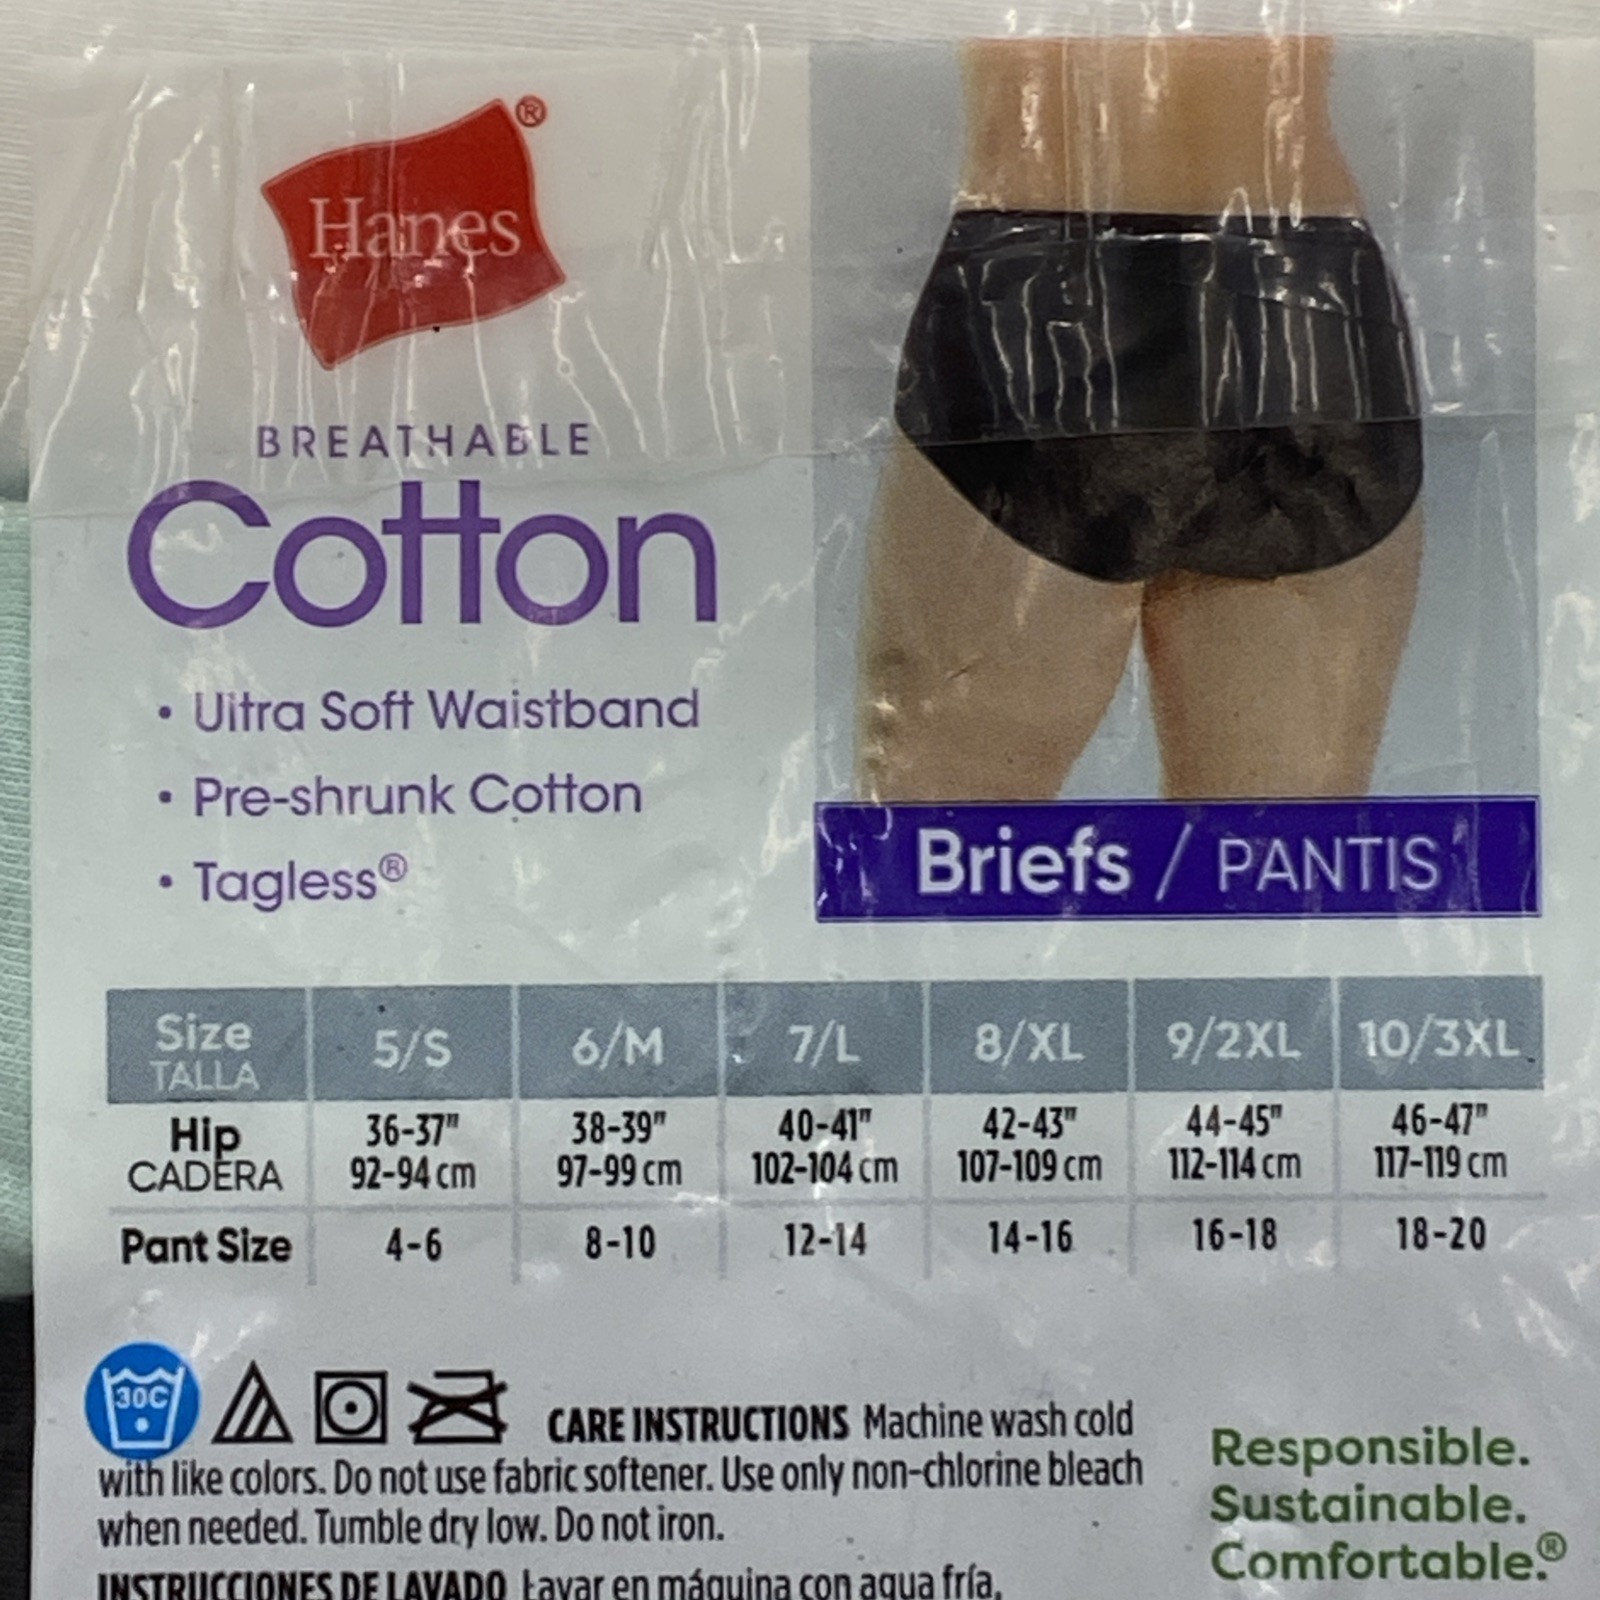 Hanes®
BREATHABLE
Cotton
• Ultra Soft Waistband
• Pre-shrunk Cotton
• Tagless®
Briefs / PANTIS
Size 5/S 6/M 7/L 8/XL 9/2XL 10/3XL
TALLA
Hip 36-37" 38-39" 40-41" 42-43" 44-45" 46-47"
CADERA 92-94 cm 97-99 cm 102-104 cm 107-109 cm 112-114 cm 117-119 cm
Pant Size 4-6 8-10 12-14 14-16 16-18 18-20
30C CARE INSTRUCTIONS Machine wash cold
with like colors. Do not use fabric softener. Use only non-chlorine bleach
when needed. Tumble dry low. Do not iron.
INSTRUCCIONES DE LAVADO Lavar en máquina con agua fría,
Responsible.
Sustainable.
Comfortable.®